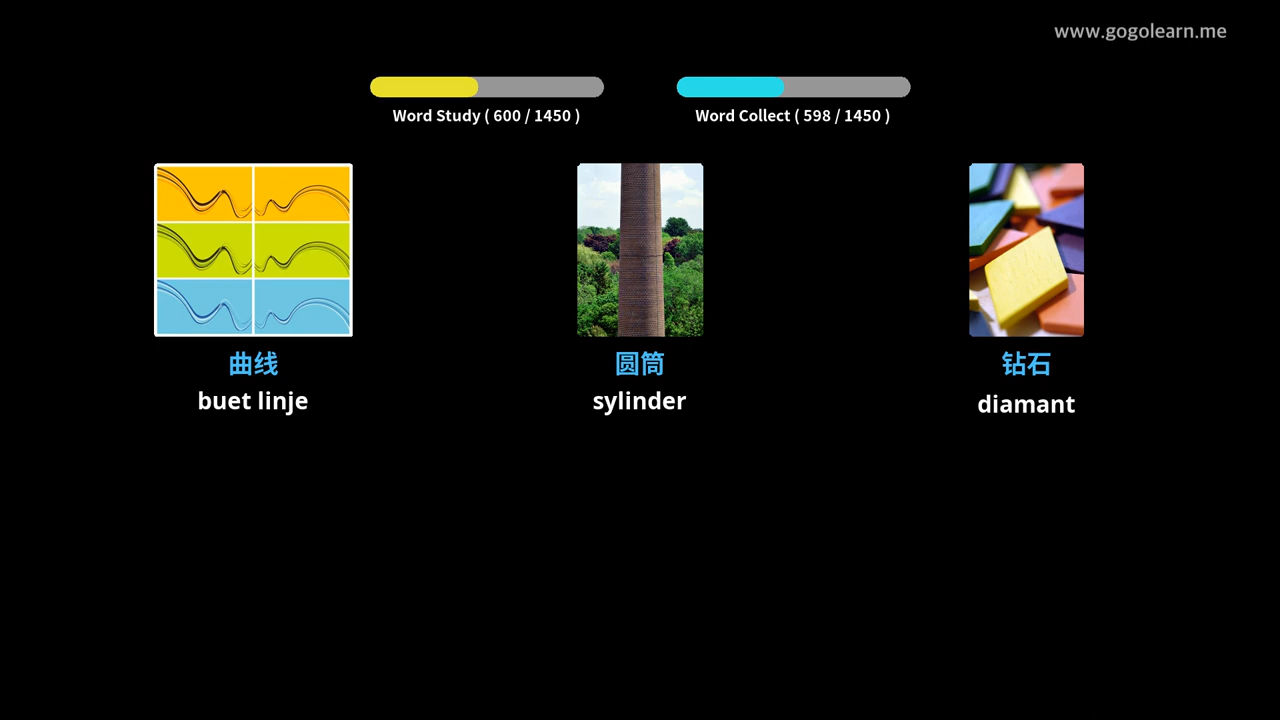 www.gogolearn.me
Word Study ( 600 / 1450 )
Word Collect ( 598 / 1450 )
曲线
圆筒
钻石
buet linje
sylinder
diamant